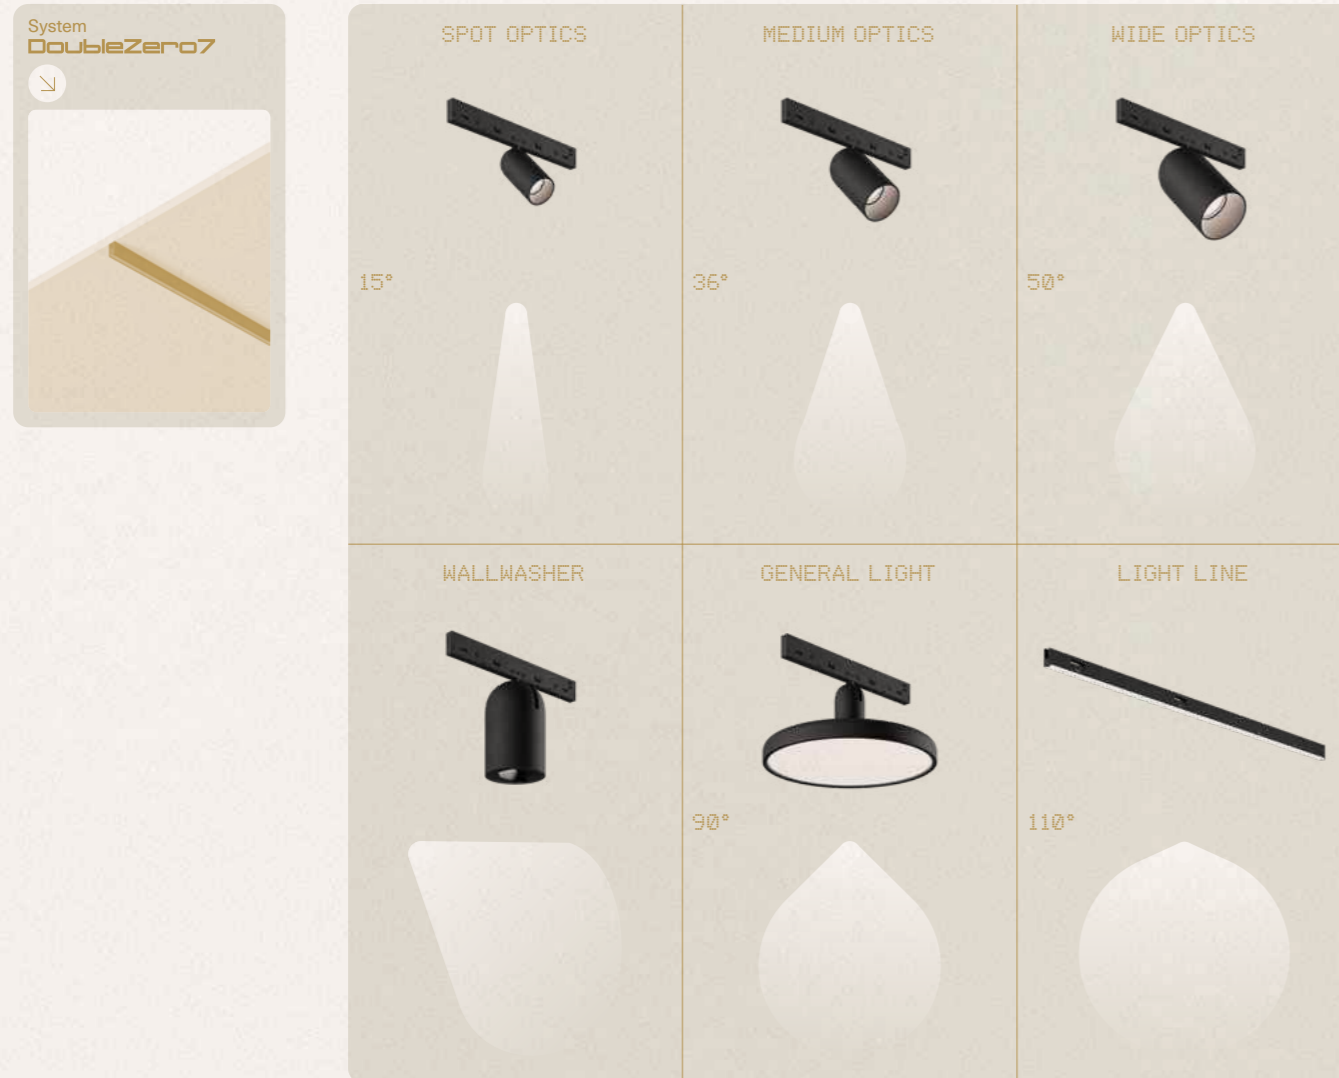 System
DoubleZero7
SPOT OPTICS
MEDIUM OPTICS
WIDE OPTICS
15°
36°
50°
WALLWASHER
GENERAL LIGHT
LIGHT LINE
90°
110°